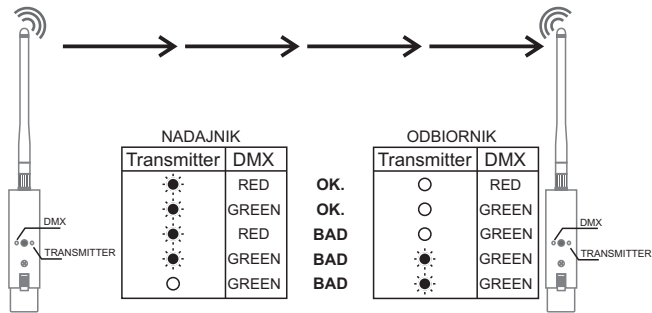 NADAJNIK
ODBIORNIK
Transmitter DMX
Transmitter DMX
RED OK. RED
GREEN OK. GREEN
RED BAD GREEN
GREEN BAD GREEN
GREEN BAD GREEN
DMX
TRANSMITTER
DMX
TRANSMITTER